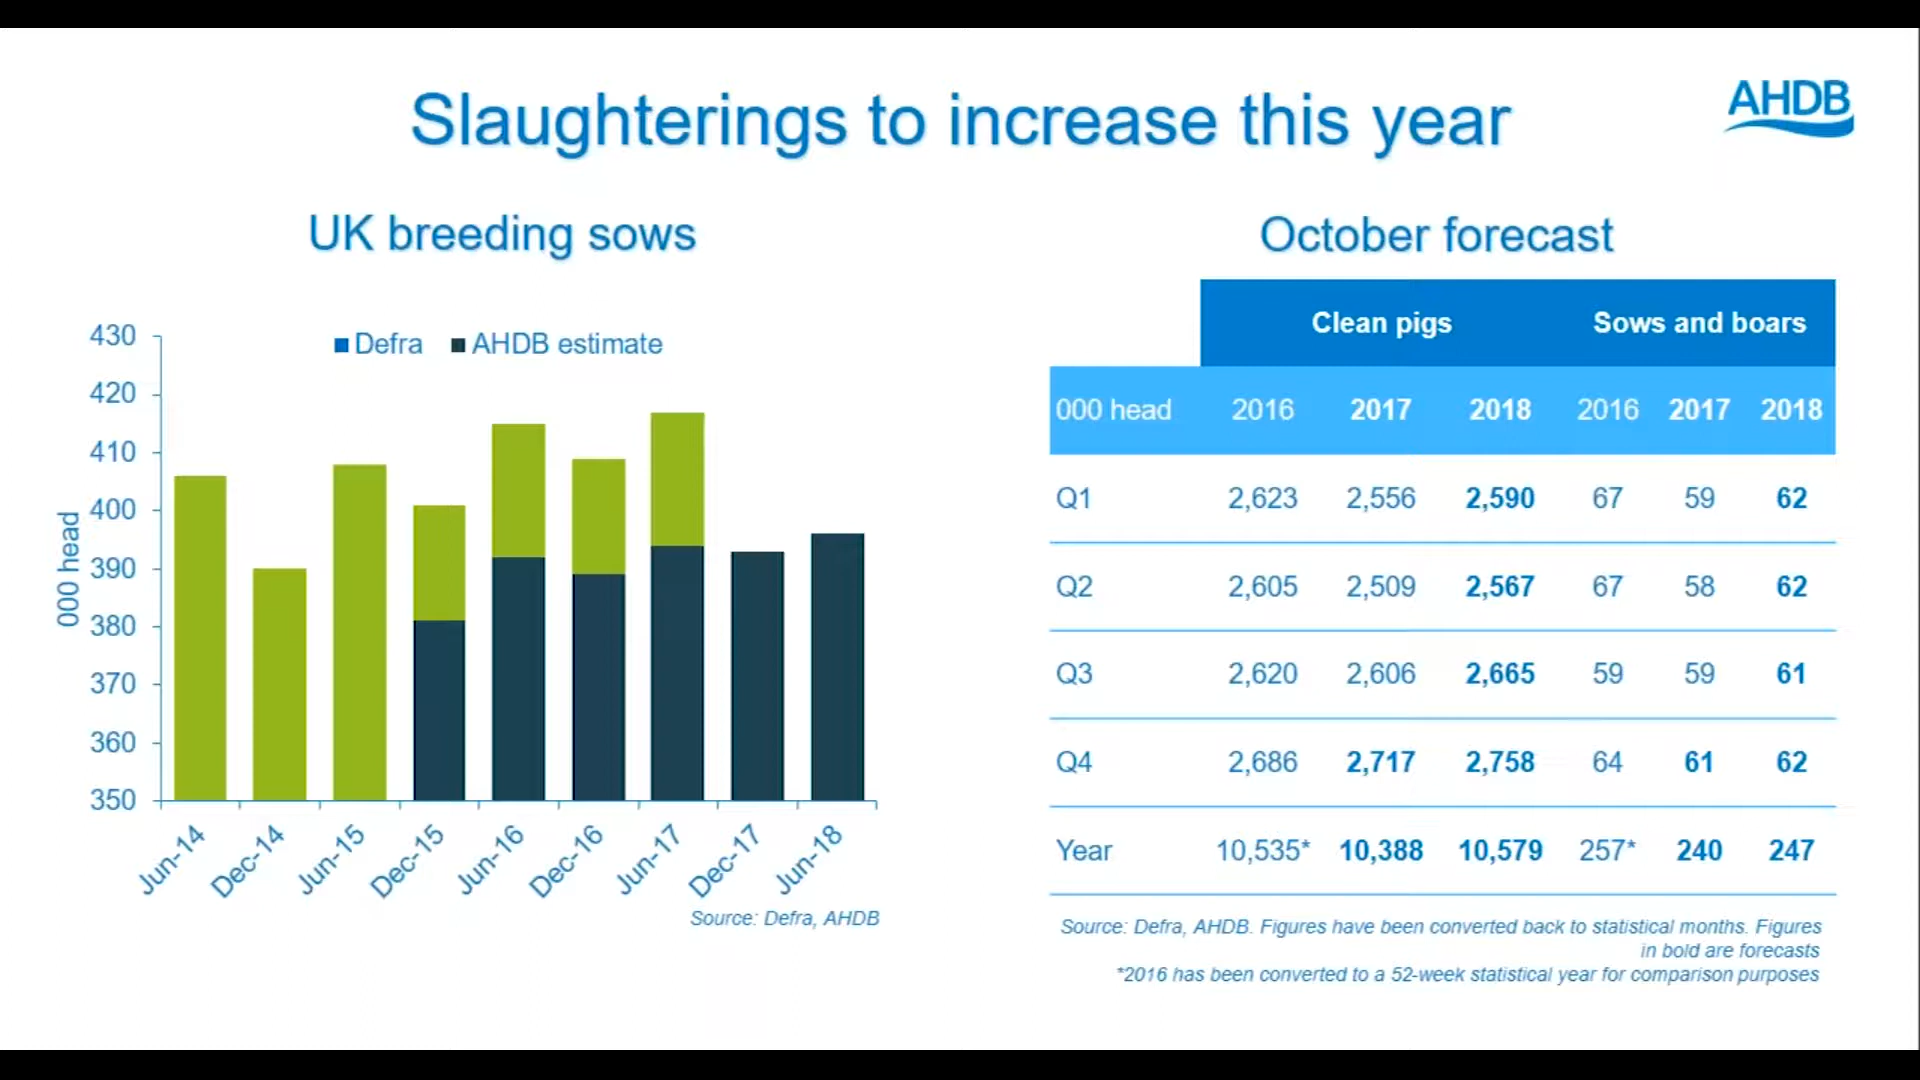 Slaughterings to increase this year
AHDB
UK breeding sows
Defra AHDB estimate
000 head
430
420
410
400
390
380
370
360
350
Jun-14 Dec-14 Jun-15 Dec-15 Jun-16 Dec-16 Jun-17 Dec-17 Jun-18
Source: Defra, AHDB
October forecast
Clean pigs Sows and boars
000 head 2016 2017 2018 2016 2017 2018
Q1 2,623 2,556 2,590 67 59 62
Q2 2,605 2,509 2,567 67 58 62
Q3 2,620 2,606 2,665 59 59 61
Q4 2,686 2,717 2,758 64 61 62
Year 10,535* 10,388 10,579 257* 240 247
Source: Defra, AHDB. Figures have been converted back to statistical months. Figures
in bold are forecasts
*2016 has been converted to a 52-week statistical year for comparison purposes